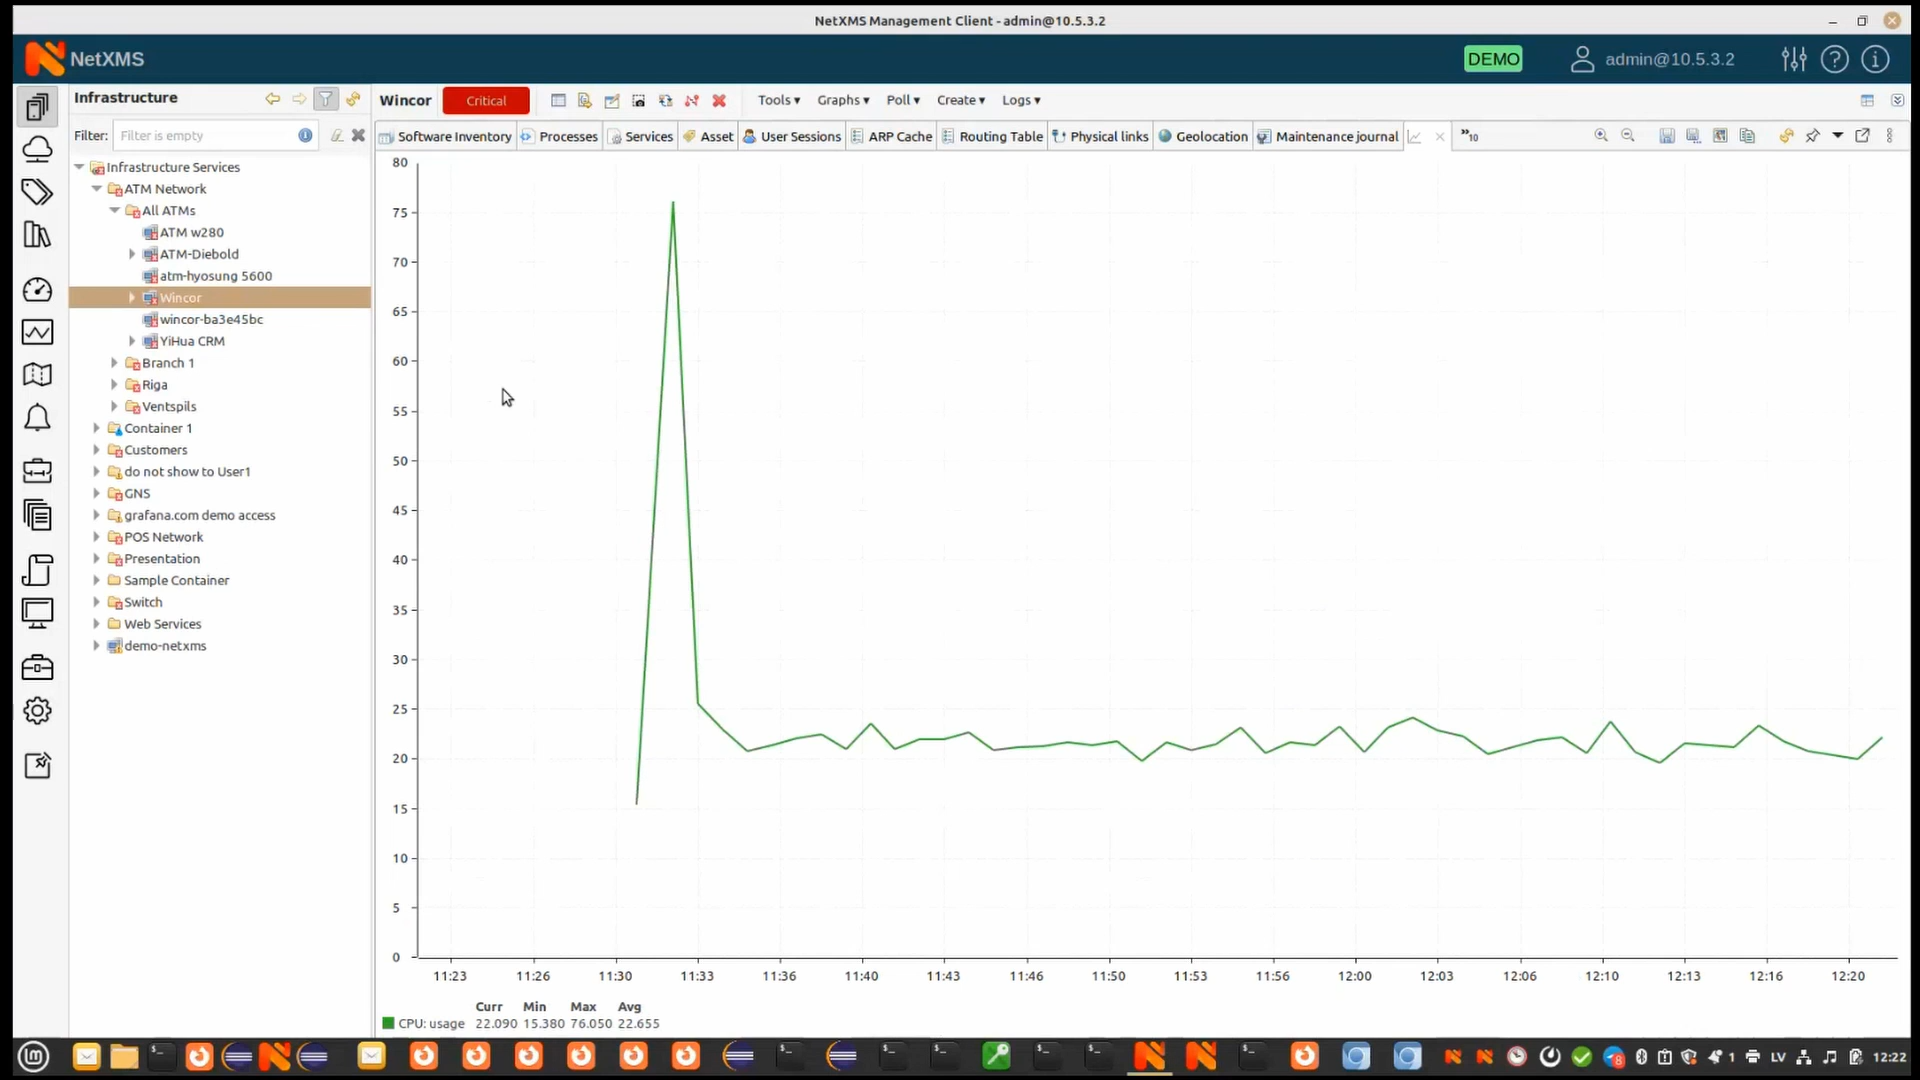 NetXMS Management Client - admin@10.5.3.2
NetXMS
DEMO
admin@10.5.3.2
Infrastructure
Wincor
Critical
Tools
Graphs
Poll
Create
Logs
Filter:
Filter is empty
Software Inventory
Processes
Services
Asset
User Sessions
ARP Cache
Routing Table
Physical links
Geolocation
Maintenance journal
»10
Infrastructure Services
ATM Network
All ATMs
ATM w280
ATM-Diebold
atm-hyosung 5600
Wincor
wincor-ba3e45bc
YiHua CRM
Branch 1
Riga
Ventspils
Container 1
Customers
do not show to User1
GNS
grafana.com demo access
POS Network
Presentation
Sample Container
Switch
Web Services
demo-netxms
80
75
70
65
60
55
50
45
40
35
30
25
20
15
10
5
0
11:23 11:26 11:30 11:33 11:36 11:40 11:43 11:46 11:50 11:53 11:56 12:00 12:03 12:06 12:10 12:13 12:16 12:20
Curr Min Max Avg
CPU: usage 22.090 15.380 76.050 22.655
8
1
LV
12:22